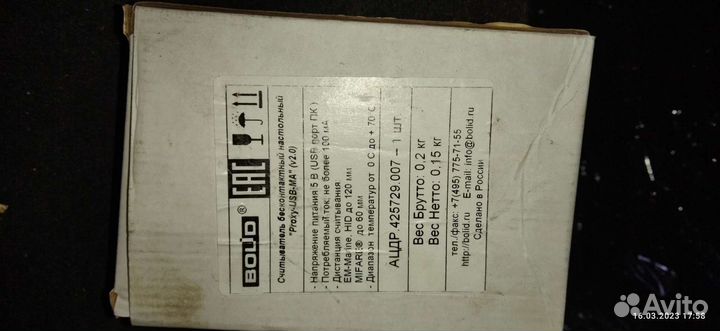 BOLID ®
EAC
Считыватель бесконтактный настольный
"Proxy-USB-MA" (v2.0)
- Напряжение питания 5 В (USB порт ПК)
- Потребляемый ток, не более 100 мА
- Дистанция считывания
EM-Marine, HID до 120 мм
MIFARE® до 60 мм
- Диапазон температур от 0 С до + 70 С
АЦДР.425729.007 – 1 шт
Вес Брутто: 0,2 кг
Вес Нетто: 0,15 кг
тел./факс: +7(495) 775-71-55
http://bolid.ru E-mail: info@bolid.ru
Сделано в России
Avito
16.03.2023 17:58